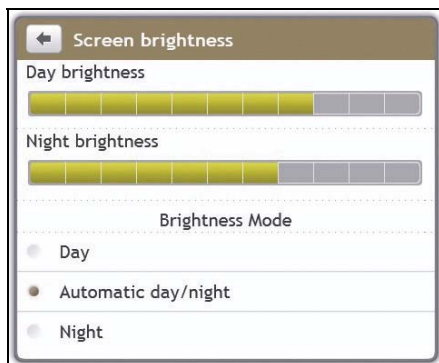 Screen brightness
Day brightness
Night brightness
Brightness Mode
Day
Automatic day/night
Night